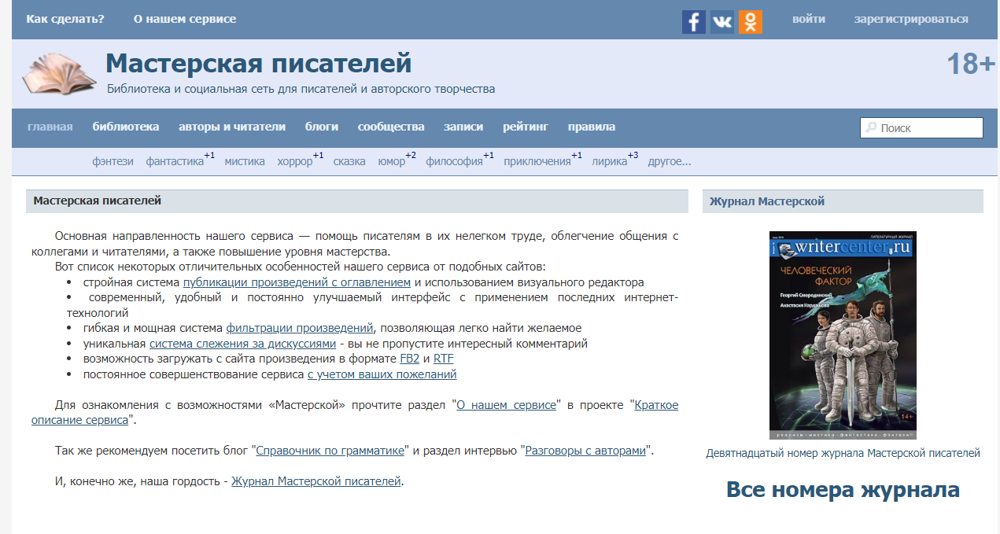 Как сделать? О нашем сервисе войти зарегистрироваться
Мастерская писателей
18+
Библиотека и социальная сеть для писателей и авторского творчества
главная библиотека авторы и читатели блоги сообщества записи рейтинг правила Поиск
фэнтези фантастика+1 мистика хоррор+1 сказка юмор+2 философия+1 приключения+1 лирика+3 другое...
Мастерская писателей
Основная направленность нашего сервиса — помощь писателям в их нелегком труде, облегчение общения с
коллегами и читателями, а также повышение уровня мастерства.
Вот список некоторых отличительных особенностей нашего сервиса от подобных сайтов:
• стройная система публикации произведений с оглавлением и использованием визуального редактора
• современный, удобный и постоянно улучшаемый интерфейс с применением последних интернет-
технологий
• гибкая и мощная система фильтрации произведений, позволяющая легко найти желаемое
• уникальная система слежения за дискуссиями - вы не пропустите интересный комментарий
• возможность загружать с сайта произведения в формате FB2 и RTF
• постоянное совершенствование сервиса с учетом ваших пожеланий
Для ознакомления с возможностями «Мастерской» прочтите раздел "О нашем сервисе" в проекте "Краткое
описание сервиса".
Так же рекомендуем посетить блог "Справочник по грамматике" и раздел интервью "Разговоры с авторами".
И, конечно же, наша гордость - Журнал Мастерской писателей.
Журнал Мастерской
ЛИТЕРАТУРНЫЙ ЖУРНАЛ
writercenter.ru
ЧЕЛОВЕЧЕСКИЙ
ФАКТОР
Георгий Смородинский
Анастасия Кардашова
14+
реализм • мистика • фантастика • фэнтези
Девятнадцатый номер журнала Мастерской писателей
Все номера журнала